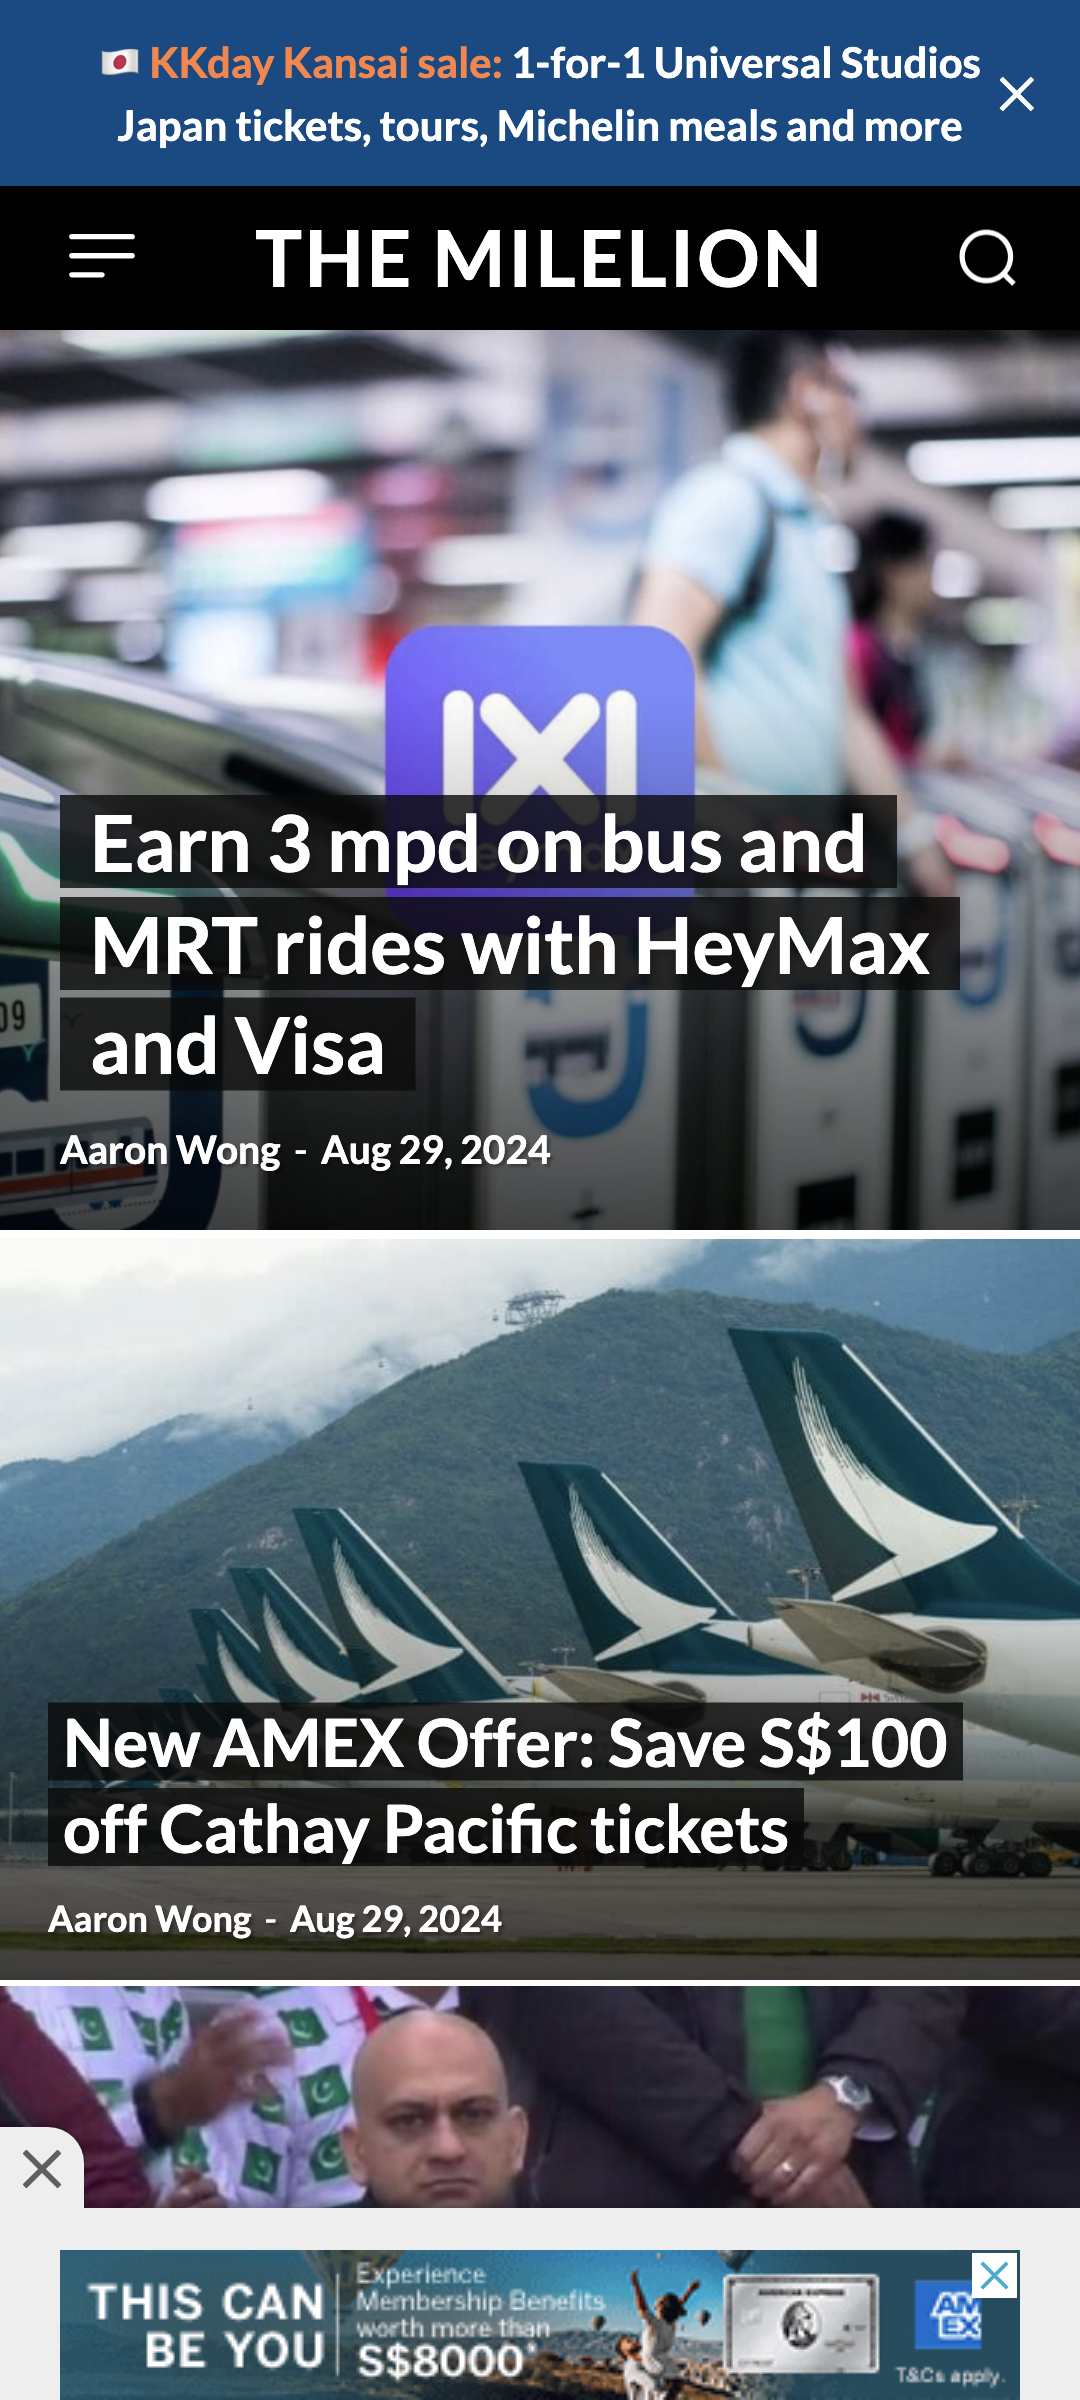 🇯🇵 KKday Kansai sale: 1-for-1 Universal Studios
Japan tickets, tours, Michelin meals and more
THE MILELION
Earn 3 mpd on bus and
MRT rides with HeyMax
and Visa
09
Aaron Wong - Aug 29, 2024
New AMEX Offer: Save S$100
off Cathay Pacific tickets
Aaron Wong - Aug 29, 2024
THIS CAN
BE YOU
Experience
Membership Benefits
worth more than
S$8000*
AMERICAN EXPRESS
AM
EX
T&Cs apply.